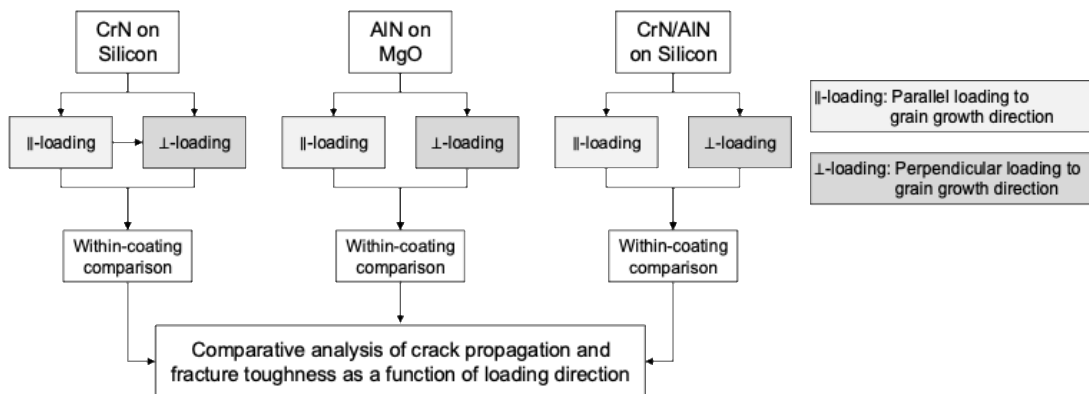 CrN on
Silicon
AlN on
MgO
CrN/AlN
on Silicon
||-loading
⊥-loading
||-loading
⊥-loading
||-loading
⊥-loading
||-loading: Parallel loading to
grain growth direction
⊥-loading: Perpendicular loading to
grain growth direction
Within-coating
comparison
Within-coating
comparison
Within-coating
comparison
Comparative analysis of crack propagation and
fracture toughness as a function of loading direction